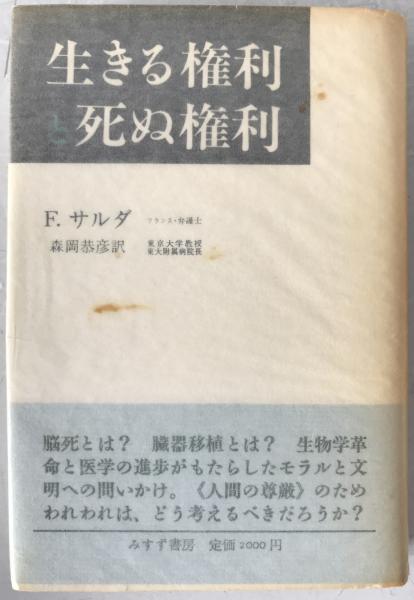 生きる権利
と死ぬ権利
F. サルダ フランス・弁護士
森岡恭彦訳 東京大学教授
東大附属病院長
脳死とは？ 臓器移植とは？ 生物学革
命と医学の進歩がもたらしたモラルと文
明への問いかけ。《人間の尊厳》のため
われわれは、どう考えるべきだろうか？
みすず書房 定価2000円